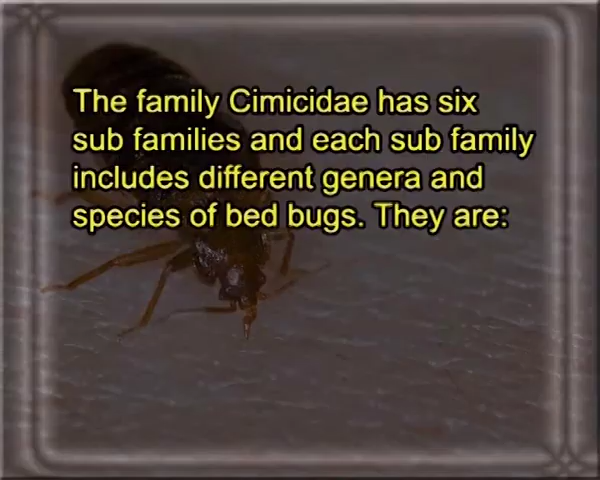 The family Cimicidae has six
sub families and each sub family
includes different genera and
species of bed bugs. They are: